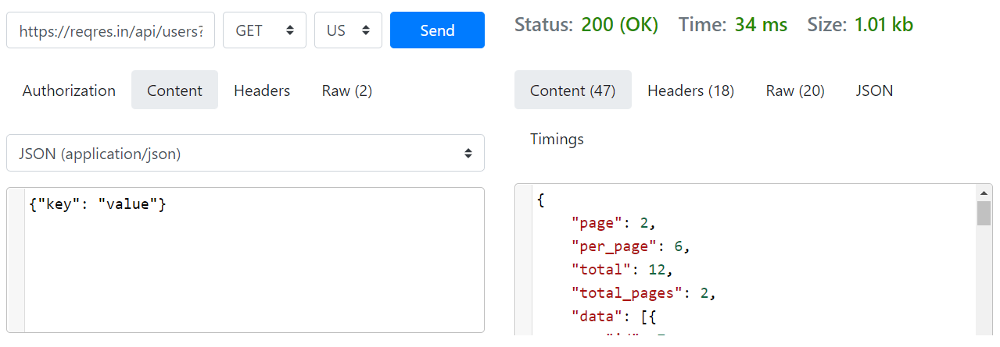 https://reqres.in/api/users? GET US Send
Authorization Content Headers Raw (2)
JSON (application/json)
{"key": "value"}
Status: 200 (OK) Time: 34 ms Size: 1.01 kb
Content (47) Headers (18) Raw (20) JSON
Timings
{
"page": 2,
"per_page": 6,
"total": 12,
"total_pages": 2,
"data": [{